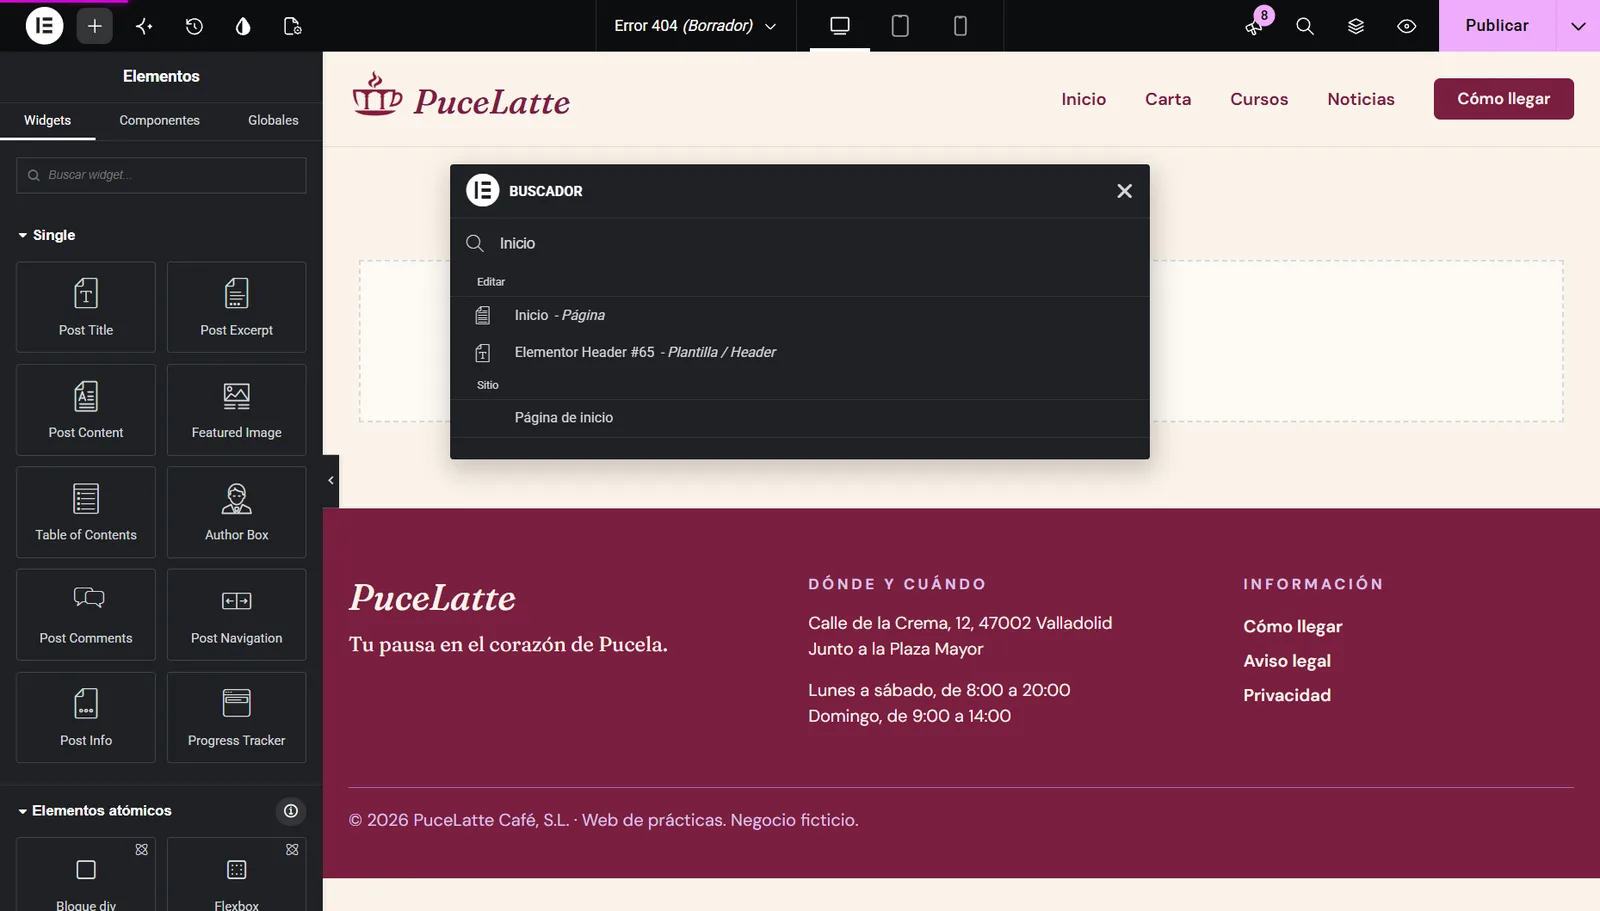 Error 404 (Borrador)
8
Publicar
Elementos
Widgets
Componentes
Globales
Buscar widget...
Single
Post Title
Post Excerpt
Post Content
Featured Image
Table of Contents
Author Box
Post Comments
Post Navigation
Post Info
Progress Tracker
Elementos atómicos
Bloque div
Flexbox
PuceLatte
Inicio
Carta
Cursos
Noticias
Cómo llegar
BUSCADOR
Inicio
Editar
Inicio - Página
Elementor Header #65 - Plantilla / Header
Sitio
Página de inicio
PuceLatte
Tu pausa en el corazón de Pucela.
DÓNDE Y CUÁNDO
Calle de la Crema, 12, 47002 Valladolid
Junto a la Plaza Mayor
Lunes a sábado, de 8:00 a 20:00
Domingo, de 9:00 a 14:00
INFORMACIÓN
Cómo llegar
Aviso legal
Privacidad
© 2026 PuceLatte Café, S.L. · Web de prácticas. Negocio ficticio.